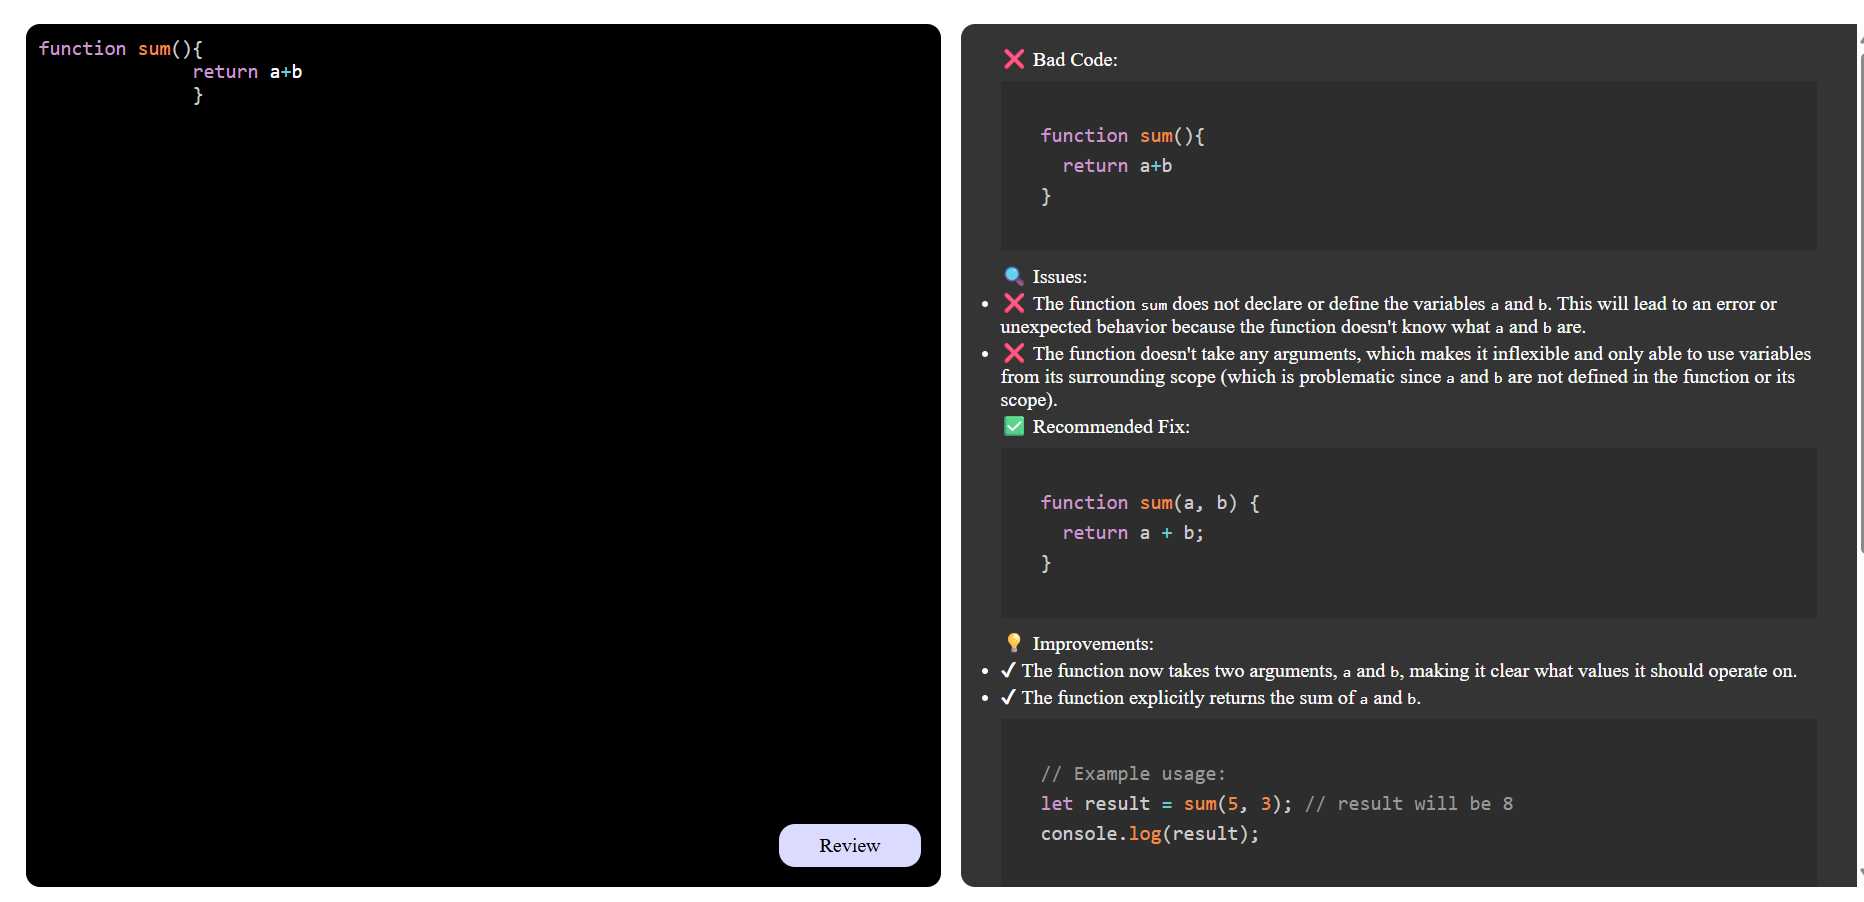 function sum(){
return a+b
}
Review
❌ Bad Code:
function sum(){
return a+b
}
🔍 Issues:
• ❌ The function sum does not declare or define the variables a and b. This will lead to an error or
unexpected behavior because the function doesn't know what a and b are.
• ❌ The function doesn't take any arguments, which makes it inflexible and only able to use variables
from its surrounding scope (which is problematic since a and b are not defined in the function or its
scope).
✅ Recommended Fix:
function sum(a, b) {
return a + b;
}
💡 Improvements:
• ✔ The function now takes two arguments, a and b, making it clear what values it should operate on.
• ✔ The function explicitly returns the sum of a and b.
// Example usage:
let result = sum(5, 3); // result will be 8
console.log(result);